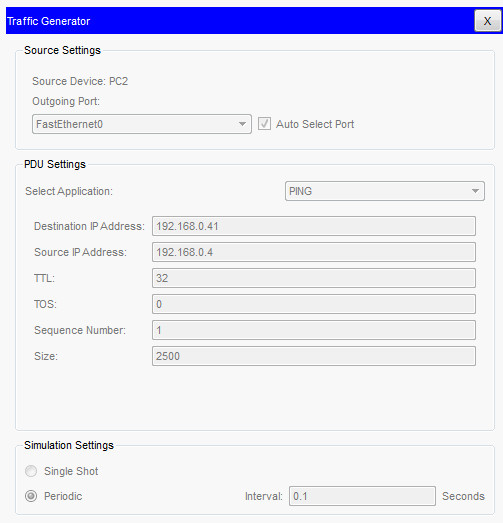 Traffic Generator X
Source Settings
Source Device: PC2
Outgoing Port:
FastEthernet0 Auto Select Port
PDU Settings
Select Application: PING
Destination IP Address: 192.168.0.41
Source IP Address: 192.168.0.4
TTL: 32
TOS: 0
Sequence Number: 1
Size: 2500
Simulation Settings
Single Shot
Periodic Interval: 0.1 Seconds